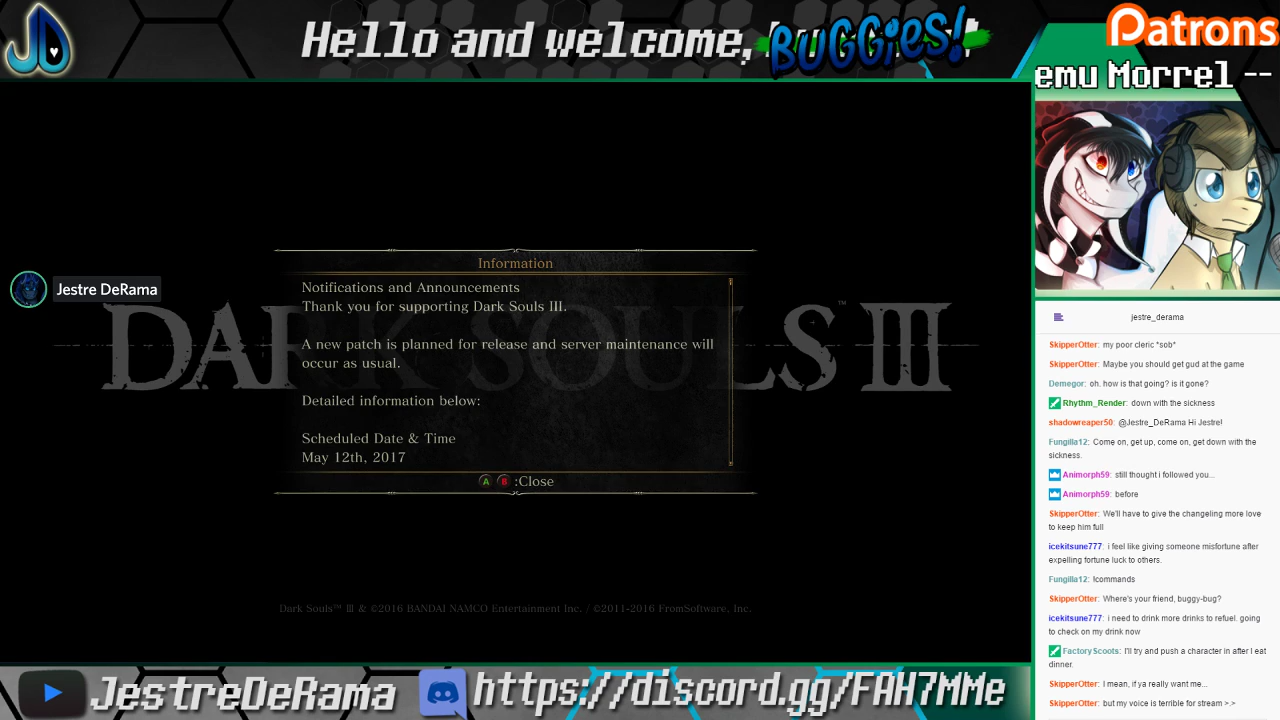 Hello and welcome, BUGGIES!
Patrons
emu Morrel --
Jestre DeRama
DARK SOULS III
™
Information
Notifications and Announcements
Thank you for supporting Dark Souls III.
A new patch is planned for release and server maintenance will
occur as usual.
Detailed information below:
Scheduled Date & Time
May 12th, 2017
A B :Close
Dark Souls™ III & ©2016 BANDAI NAMCO Entertainment Inc. / ©2011-2016 FromSoftware, Inc.
jestre_derama
SkipperOtter: my poor cleric *sob*
SkipperOtter: Maybe you should get gud at the game
Demegor: oh. how is that going? is it gone?
Rhythm_Render: down with the sickness
shadowreaper50: @Jestre_DeRama Hi Jestre!
Fungilla12: Come on, get up, come on, get down with the
sickness.
Animorph59: still thought i followed you...
Animorph59: before
SkipperOtter: We'll have to give the changeling more love
to keep him full
icekitsune777: i feel like giving someone misfortune after
expelling fortune luck to others.
Fungilla12: !commands
SkipperOtter: Where's your friend, buggy-bug?
icekitsune777: i need to drink more drinks to refuel. going
to check on my drink now
FactoryScoots: I'll try and push a character in after I eat
dinner.
SkipperOtter: I mean, if ya really want me...
SkipperOtter: but my voice is terrible for stream >.>
JestreDeRama
https://discord.gg/FAH7MMe